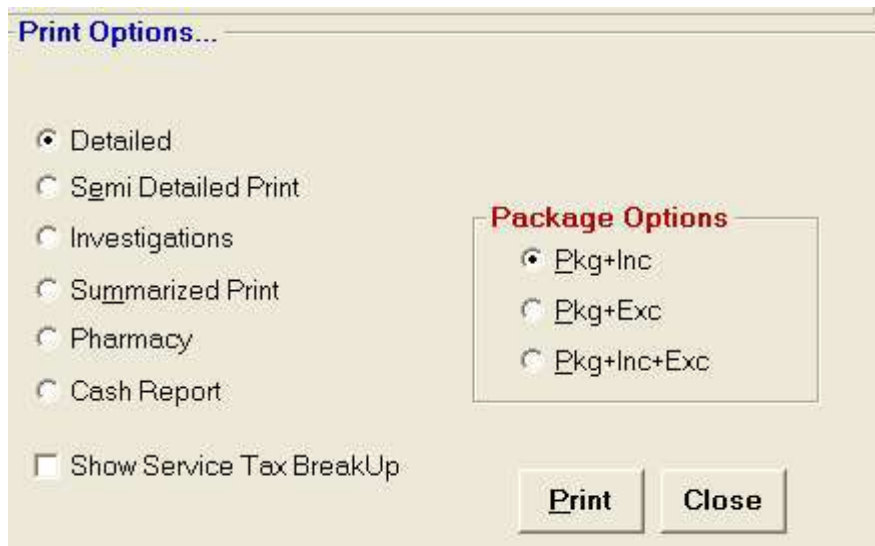 Print Options...
Detailed
Semi Detailed Print
Investigations
Summarized Print
Pharmacy
Cash Report
Show Service Tax BreakUp
Package Options
Pkg+Inc
Pkg+Exc
Pkg+Inc+Exc
Print
Close